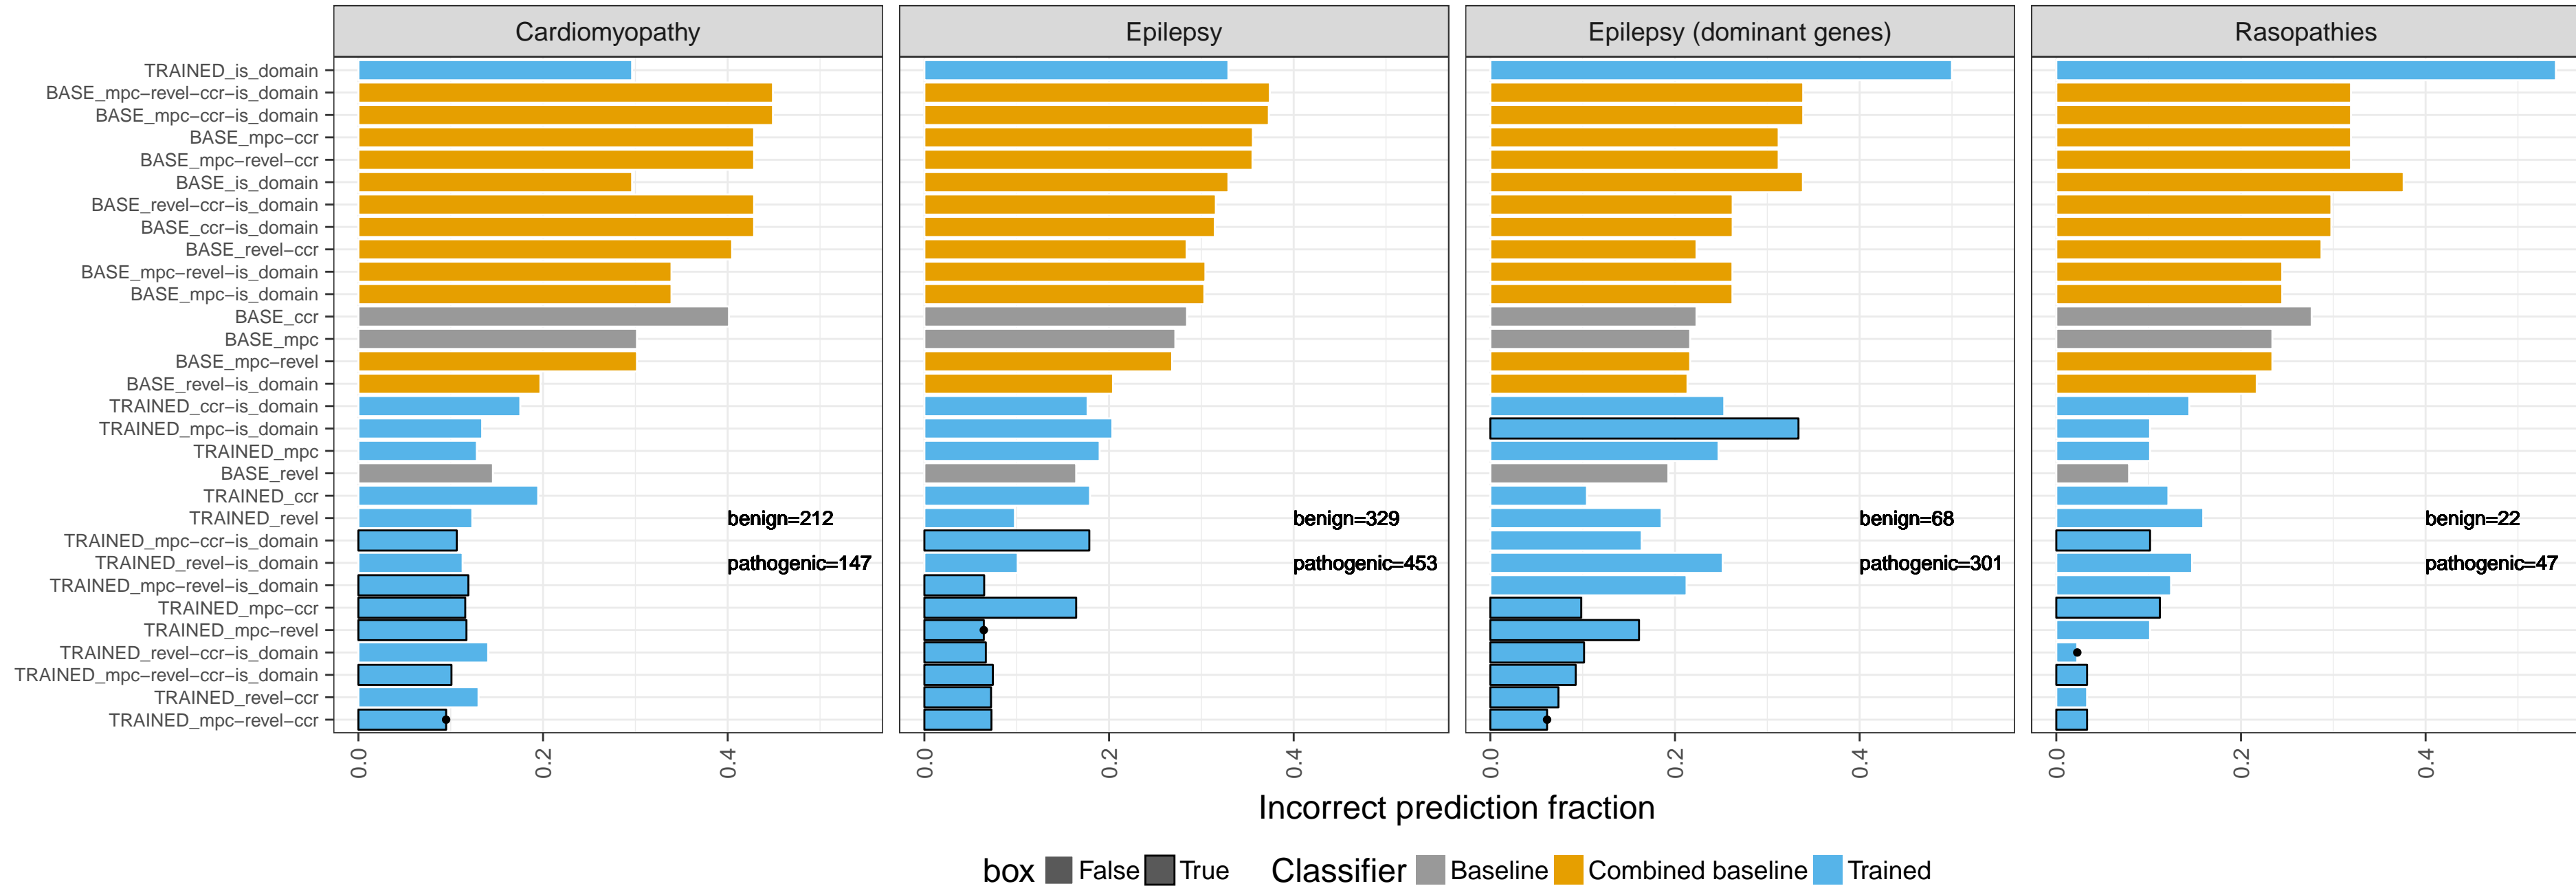 Cardiomyopathy
Epilepsy
Epilepsy (dominant genes)
Rasopathies
TRAINED_is_domain
BASE_mpc-revel-ccr-is_domain
BASE_mpc-ccr-is_domain
BASE_mpc-ccr
BASE_mpc-revel-ccr
BASE_is_domain
BASE_revel-ccr-is_domain
BASE_ccr-is_domain
BASE_revel-ccr
BASE_mpc-revel-is_domain
BASE_mpc-is_domain
BASE_ccr
BASE_mpc
BASE_mpc-revel
BASE_revel-is_domain
TRAINED_ccr-is_domain
TRAINED_mpc-is_domain
TRAINED_mpc
BASE_revel
TRAINED_ccr
TRAINED_revel
TRAINED_mpc-ccr-is_domain
TRAINED_revel-is_domain
TRAINED_mpc-revel-is_domain
TRAINED_mpc-ccr
TRAINED_mpc-revel
TRAINED_revel-ccr-is_domain
TRAINED_mpc-revel-ccr-is_domain
TRAINED_revel-ccr
TRAINED_mpc-revel-ccr
benign=212
pathogenic=147
benign=329
pathogenic=453
benign=68
pathogenic=301
benign=22
pathogenic=47
0.0
0.2
0.4
0.0
0.2
0.4
0.0
0.2
0.4
0.0
0.2
0.4
Incorrect prediction fraction
box False True Classifier Baseline Combined baseline Trained